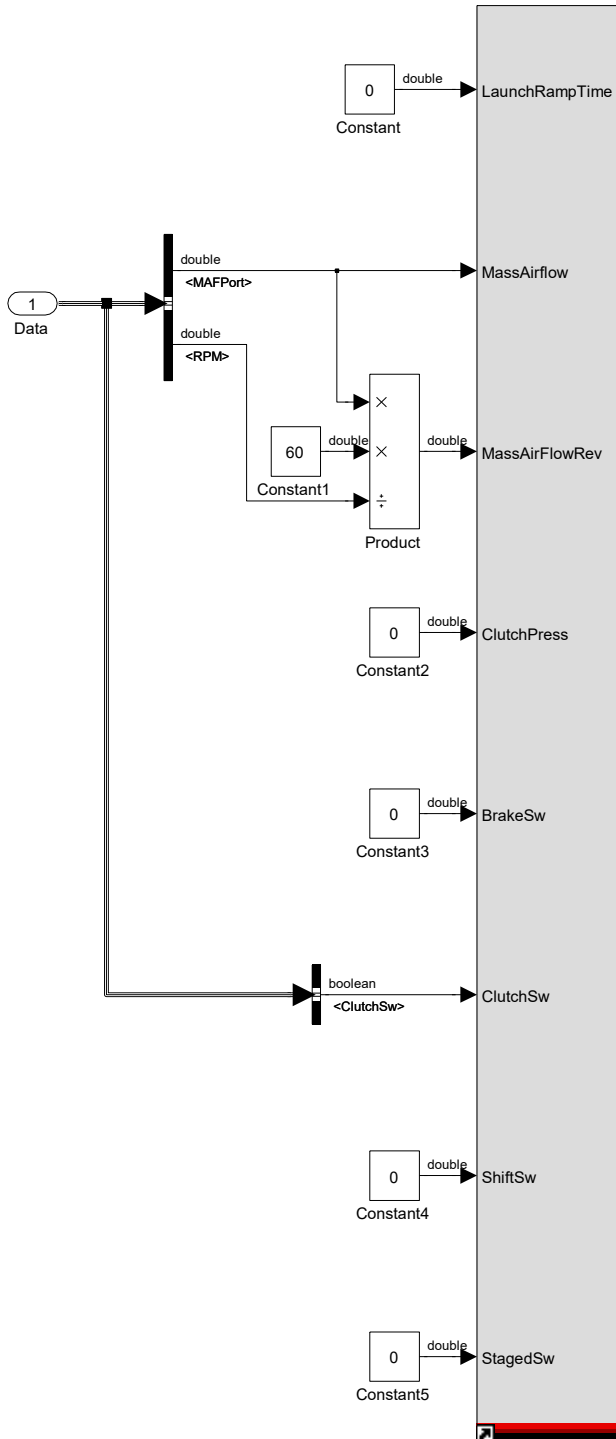 double
0
LaunchRampTime
Constant
double
<MAFPort>
MassAirflow
1
Data
double
<RPM>
×
60
double
×
double
MassAirFlowRev
Constant1
÷
Product
double
0
ClutchPress
Constant2
double
0
BrakeSw
Constant3
boolean
<ClutchSw>
ClutchSw
double
0
ShiftSw
Constant4
double
0
StagedSw
Constant5